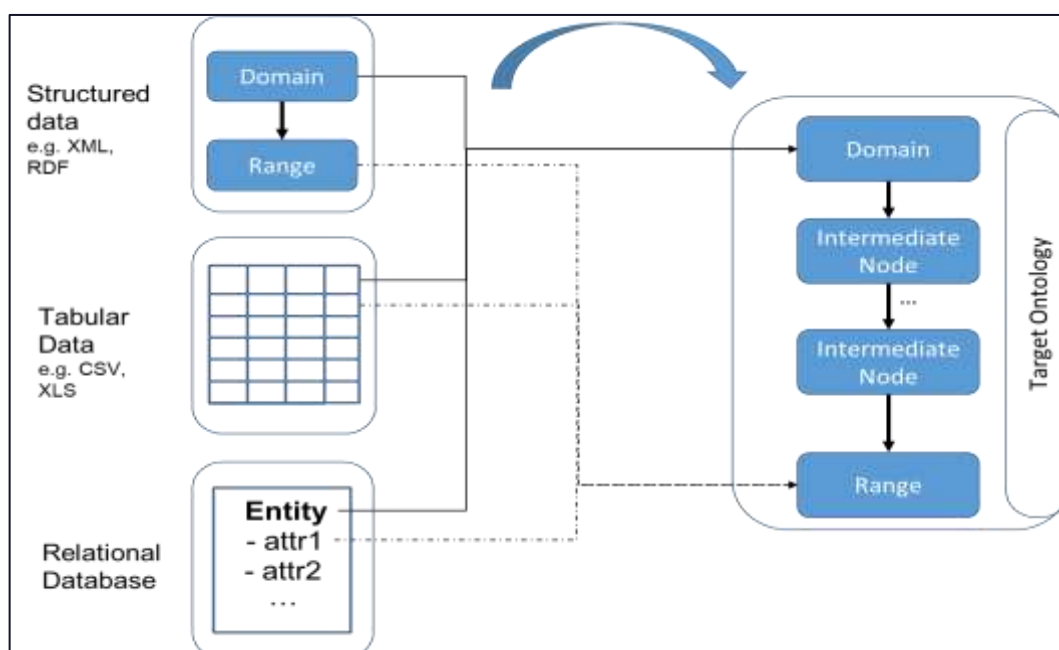 Structured
data
e.g. XML,
RDF
Domain
Range
Tabular
Data
e.g. CSV,
XLS
Relational
Database
Entity
- attr1
- attr2
...
Domain
Intermediate
Node
...
Intermediate
Node
Range
Target Ontology